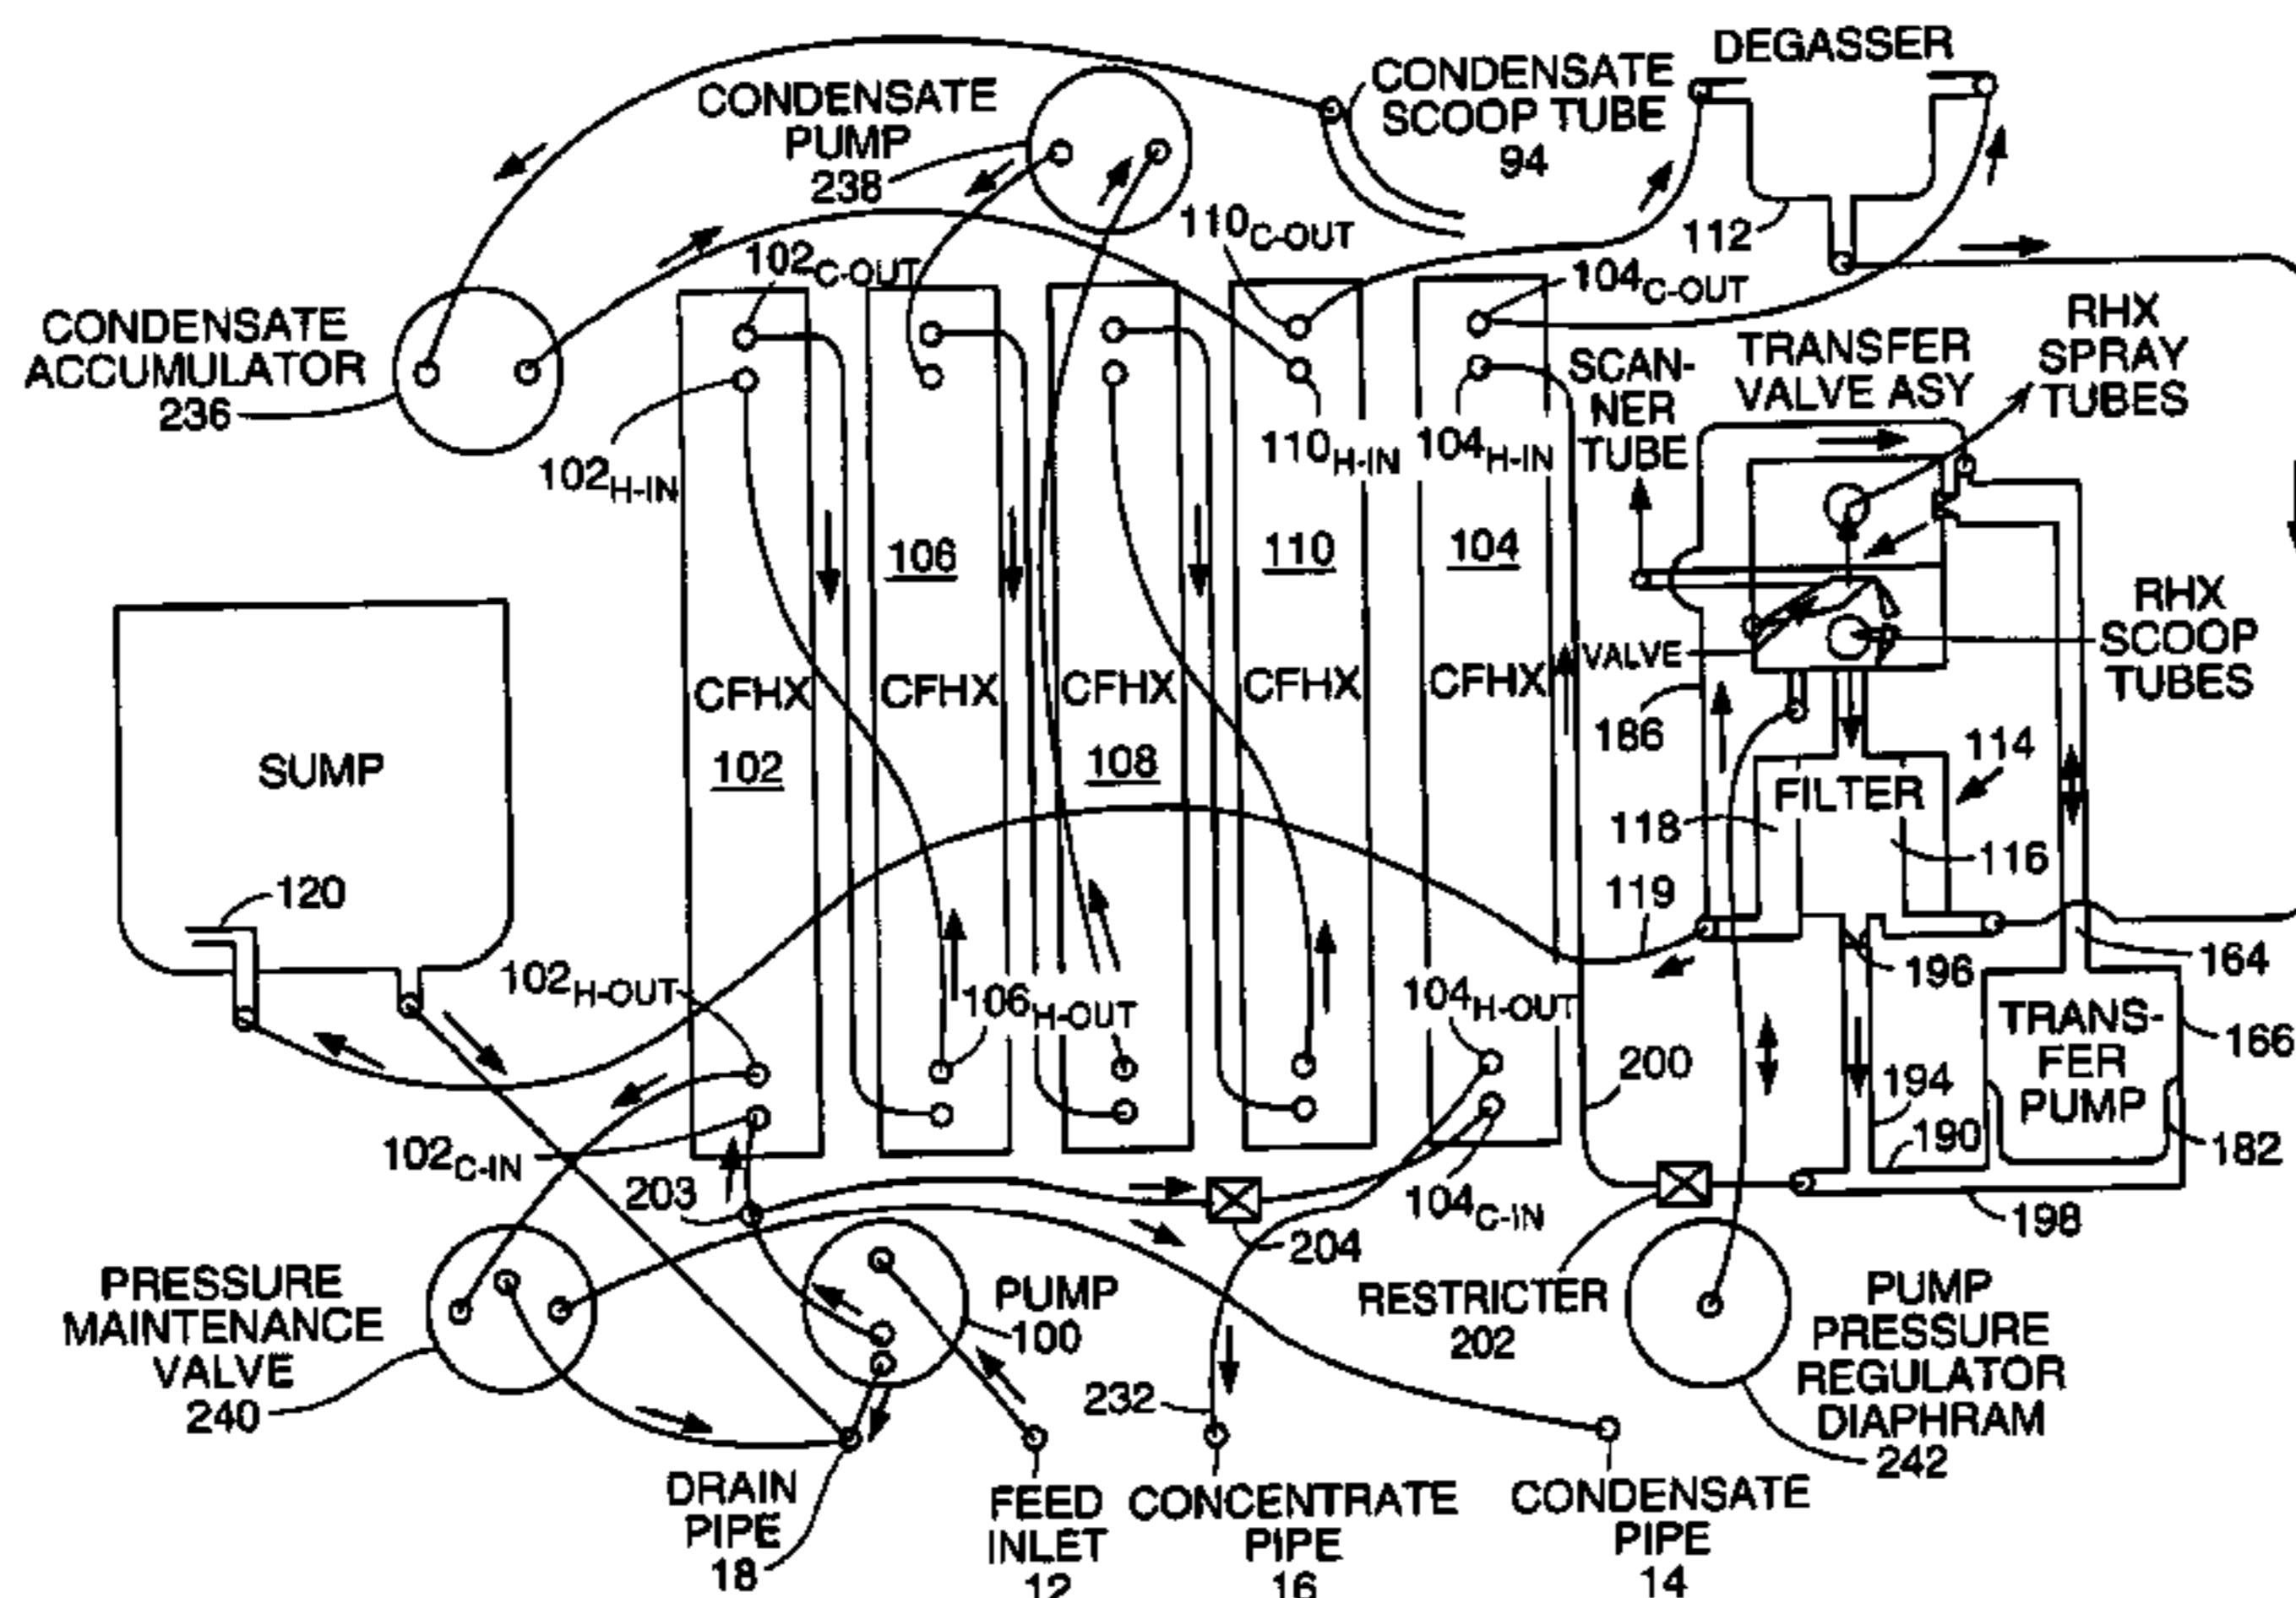 DEGASSER
CONDENSATE
PUMP
238
CONDENSATE
SCOOP TUBE
94
112
110C-OUT
102C-OUT
104C-OUT
CONDENSATE
ACCUMULATOR
236
102H-IN
110H-IN
104H-IN
SCAN-
NER
TUBE
TRANSFER
VALVE ASY
RHX
SPRAY
TUBES
106
110
104
RHX
SCOOP
TUBES
VALVE
186
SUMP
CFHX
CFHX
CFHX
CFHX
CFHX
102
108
114
FILTER
118
116
119
120
102H-OUT
106H-OUT
104H-OUT
196
164
TRANS-
FER
PUMP
166
200
194
190
182
198
102C-IN
203
104C-IN
204
RESTRICTER
202
PRESSURE
MAINTENANCE
VALVE
240
PUMP
100
232
PUMP
PRESSURE
REGULATOR
DIAPHRAM
242
DRAIN
PIPE
18
FEED
INLET
12
CONCENTRATE
PIPE
16
CONDENSATE
PIPE
14